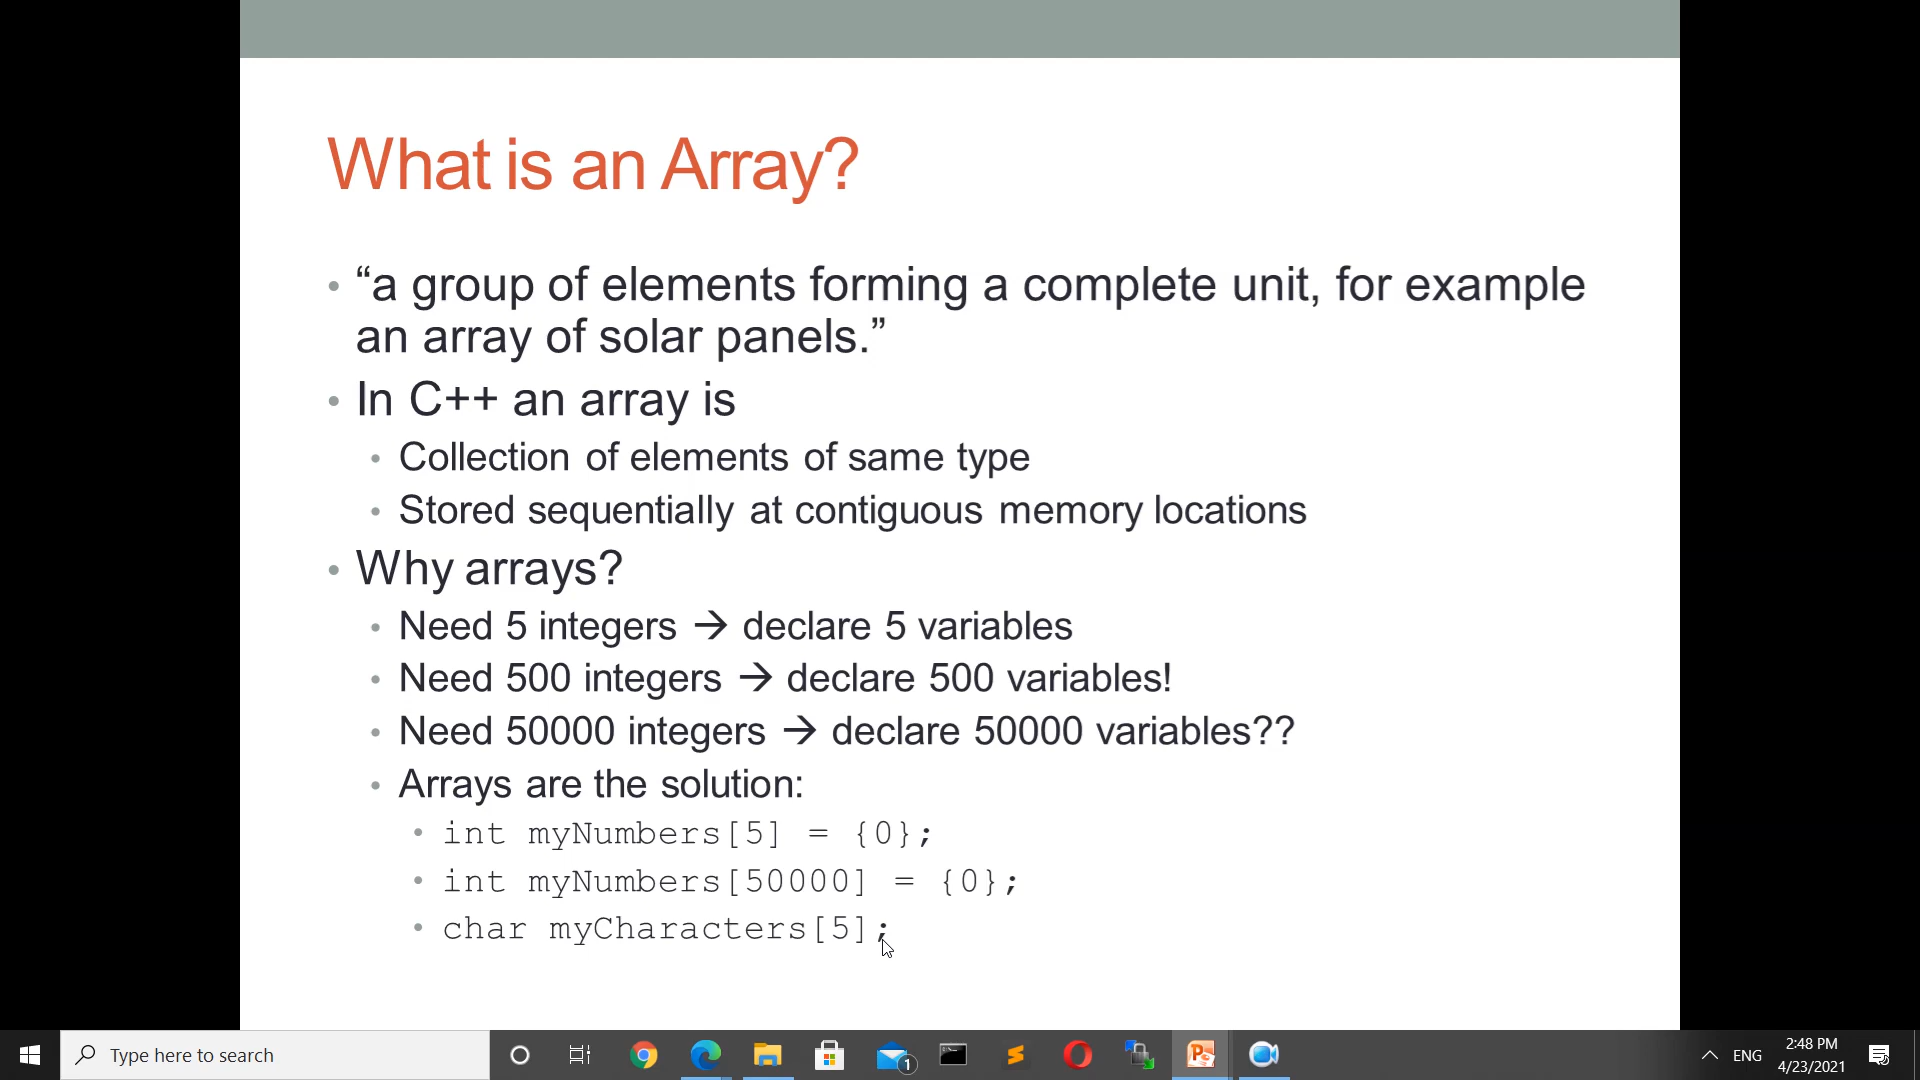 What is an Array?
• “a group of elements forming a complete unit, for example
an array of solar panels.”
• In C++ an array is
• Collection of elements of same type
• Stored sequentially at contiguous memory locations
• Why arrays?
• Need 5 integers → declare 5 variables
• Need 500 integers → declare 500 variables!
• Need 50000 integers → declare 50000 variables??
• Arrays are the solution:
• int myNumbers[5] = {0};
• int myNumbers[50000] = {0};
• char myCharacters[5];
Type here to search
1
ENG
2:48 PM
4/23/2021